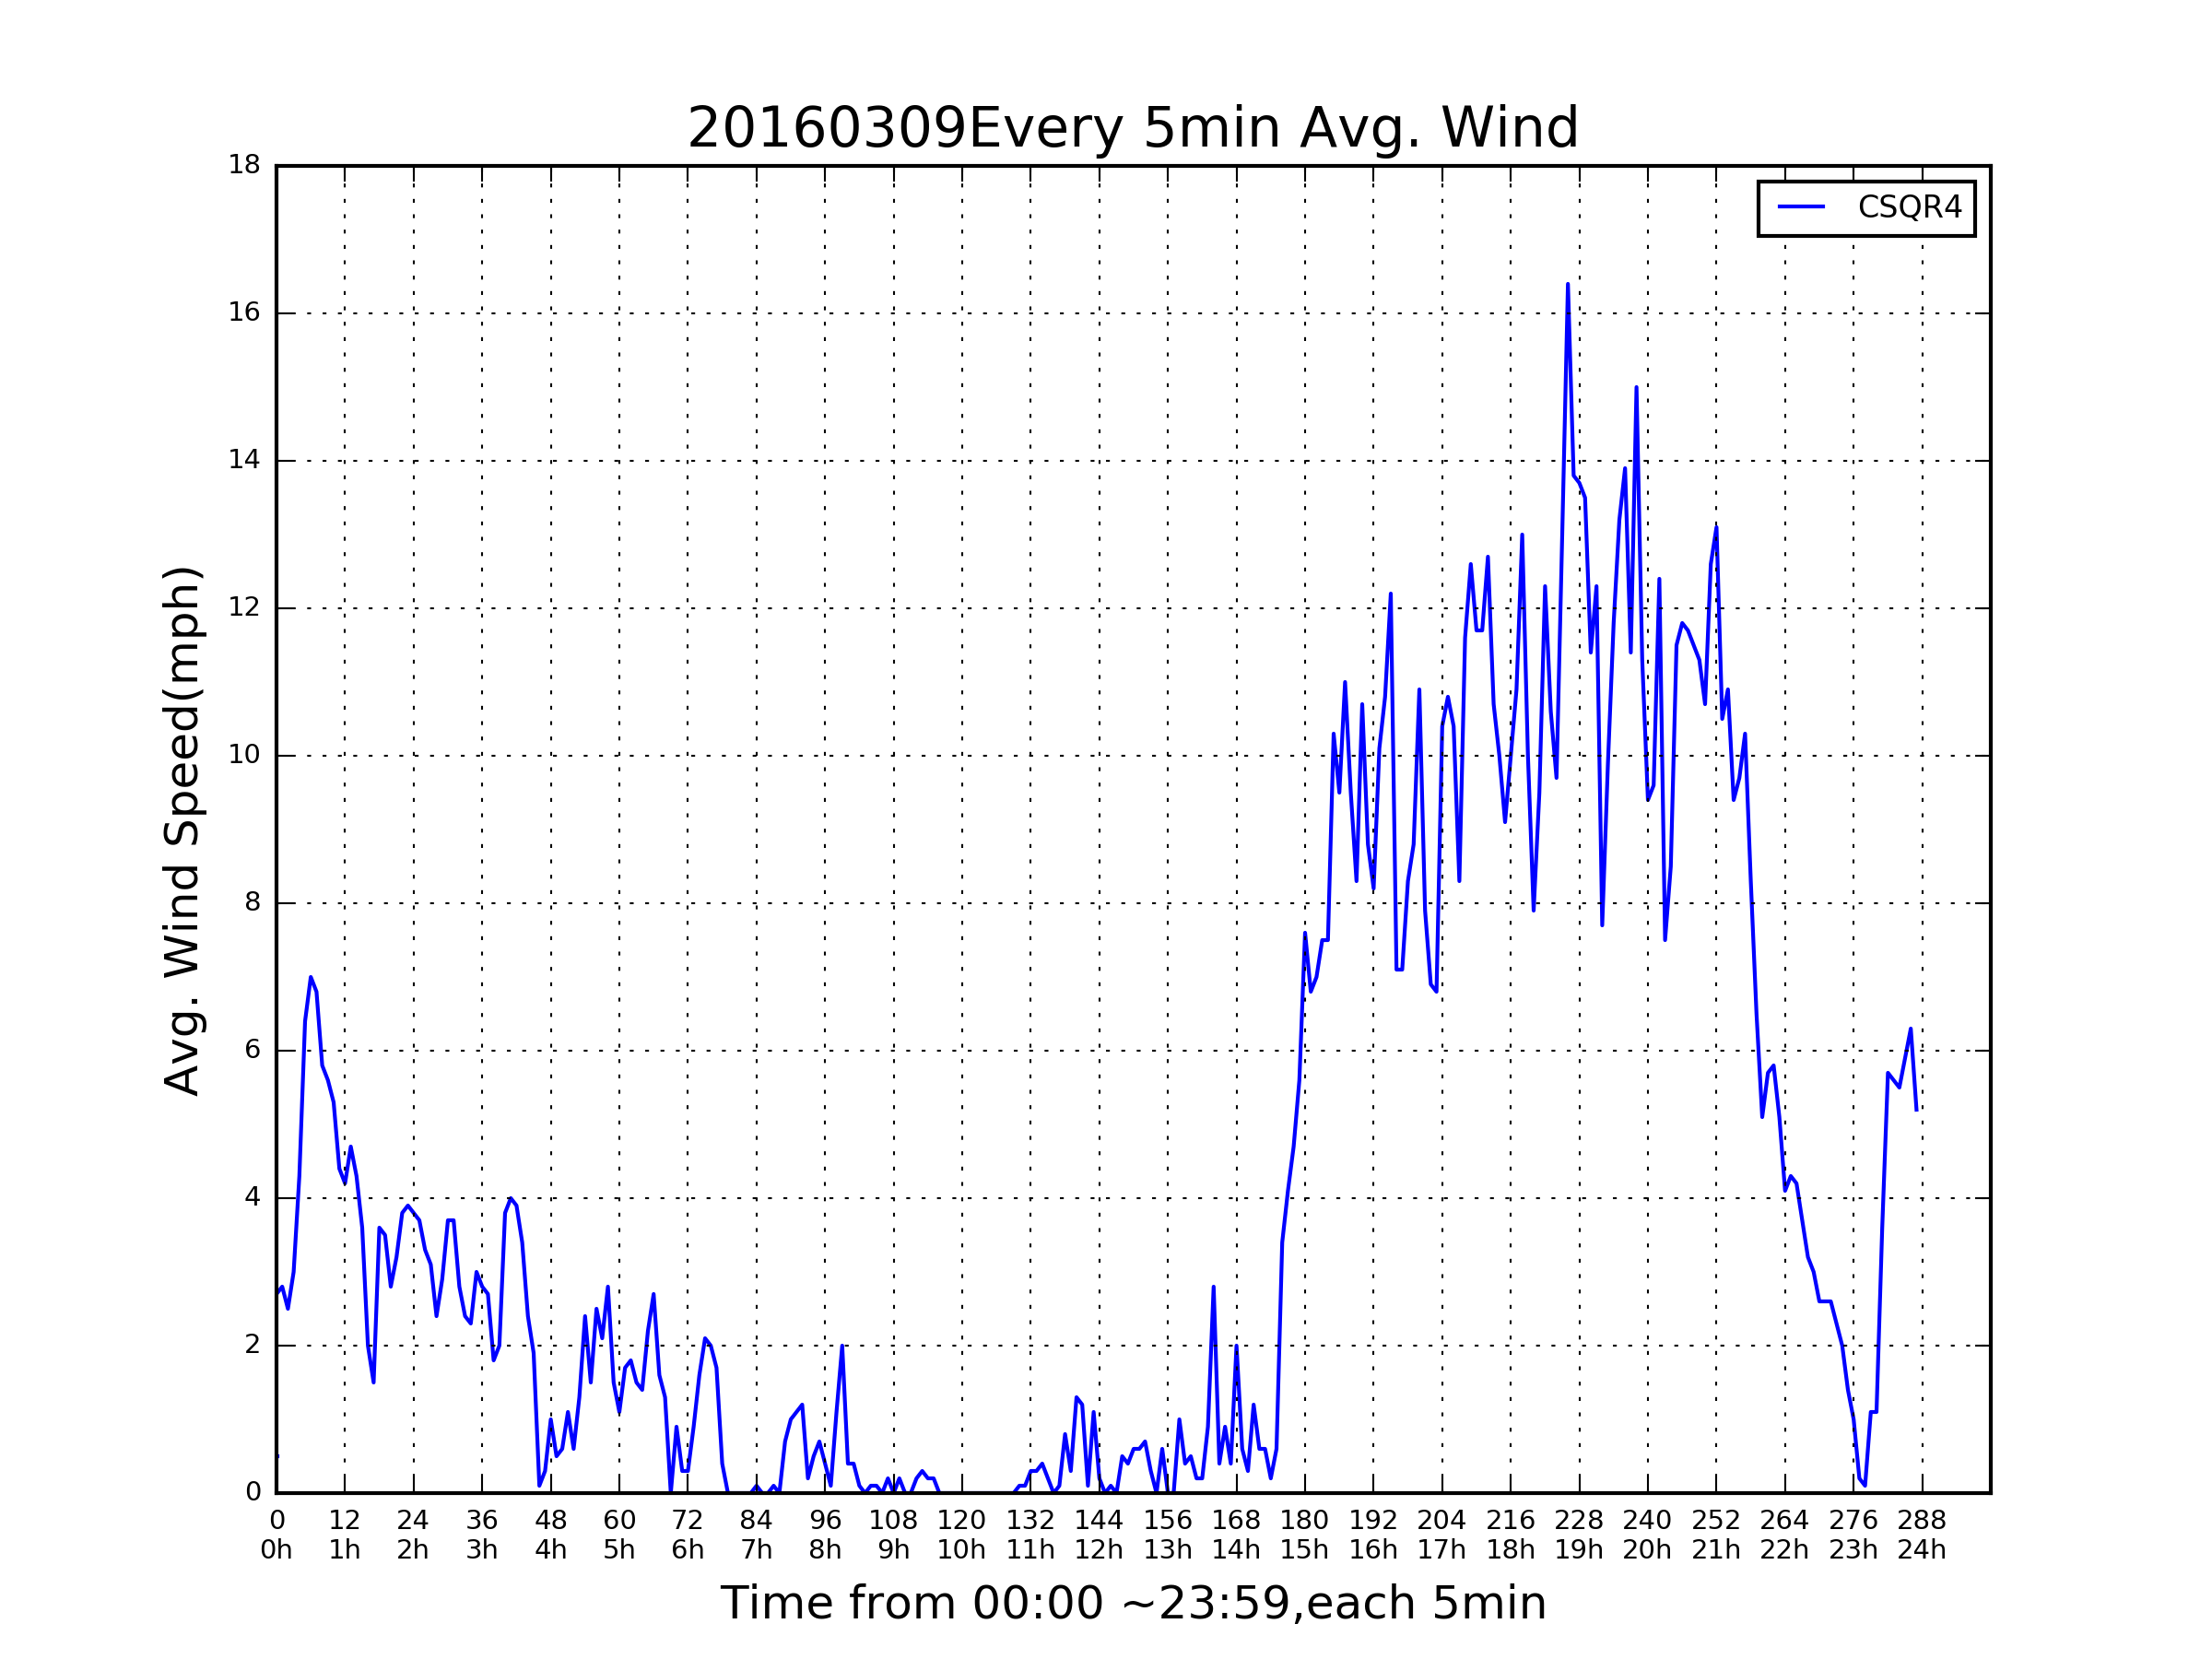 20160309Every 5min Avg. Wind
CSQR4
Avg. Wind Speed(mph)
18
16
14
12
10
8
6
4
2
0
0 12 24 36 48 60 72 84 96 108 120 132 144 156 168 180 192 204 216 228 240 252 264 276 288
0h 1h 2h 3h 4h 5h 6h 7h 8h 9h 10h 11h 12h 13h 14h 15h 16h 17h 18h 19h 20h 21h 22h 23h 24h
Time from 00:00 ~23:59,each 5min